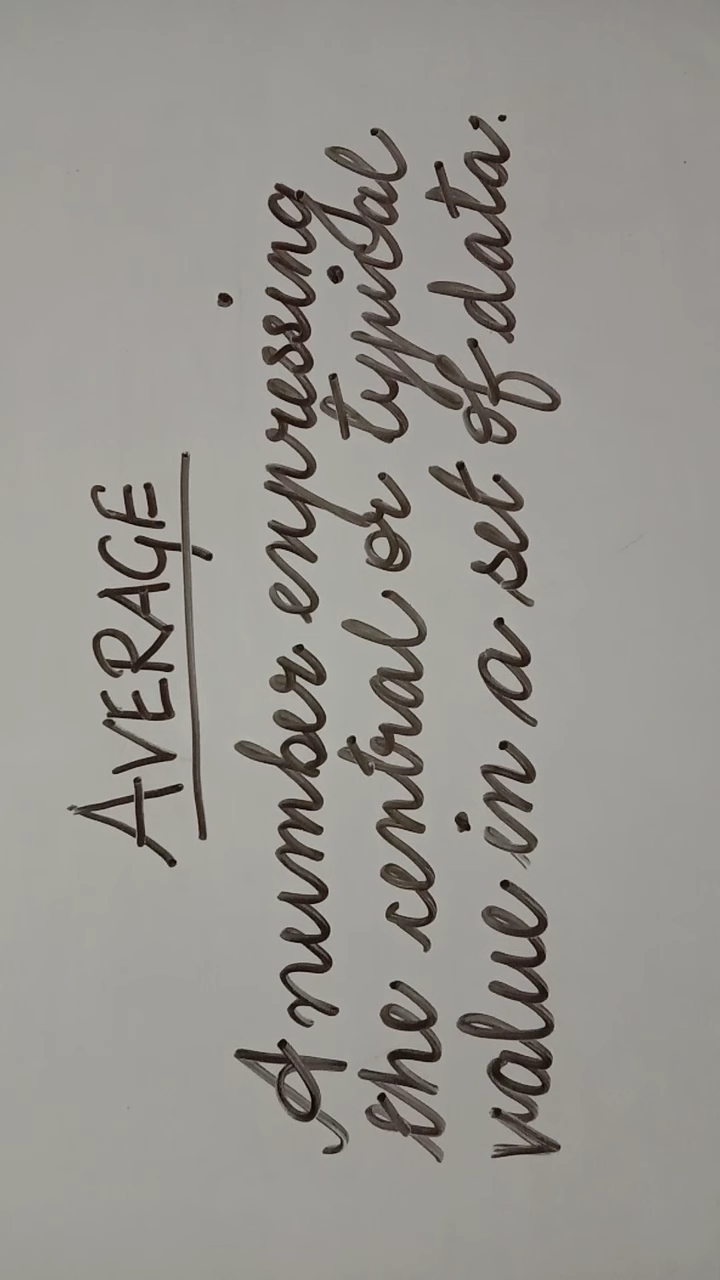 AVERAGE
A number expressing
the central or typical
value in a set of data.